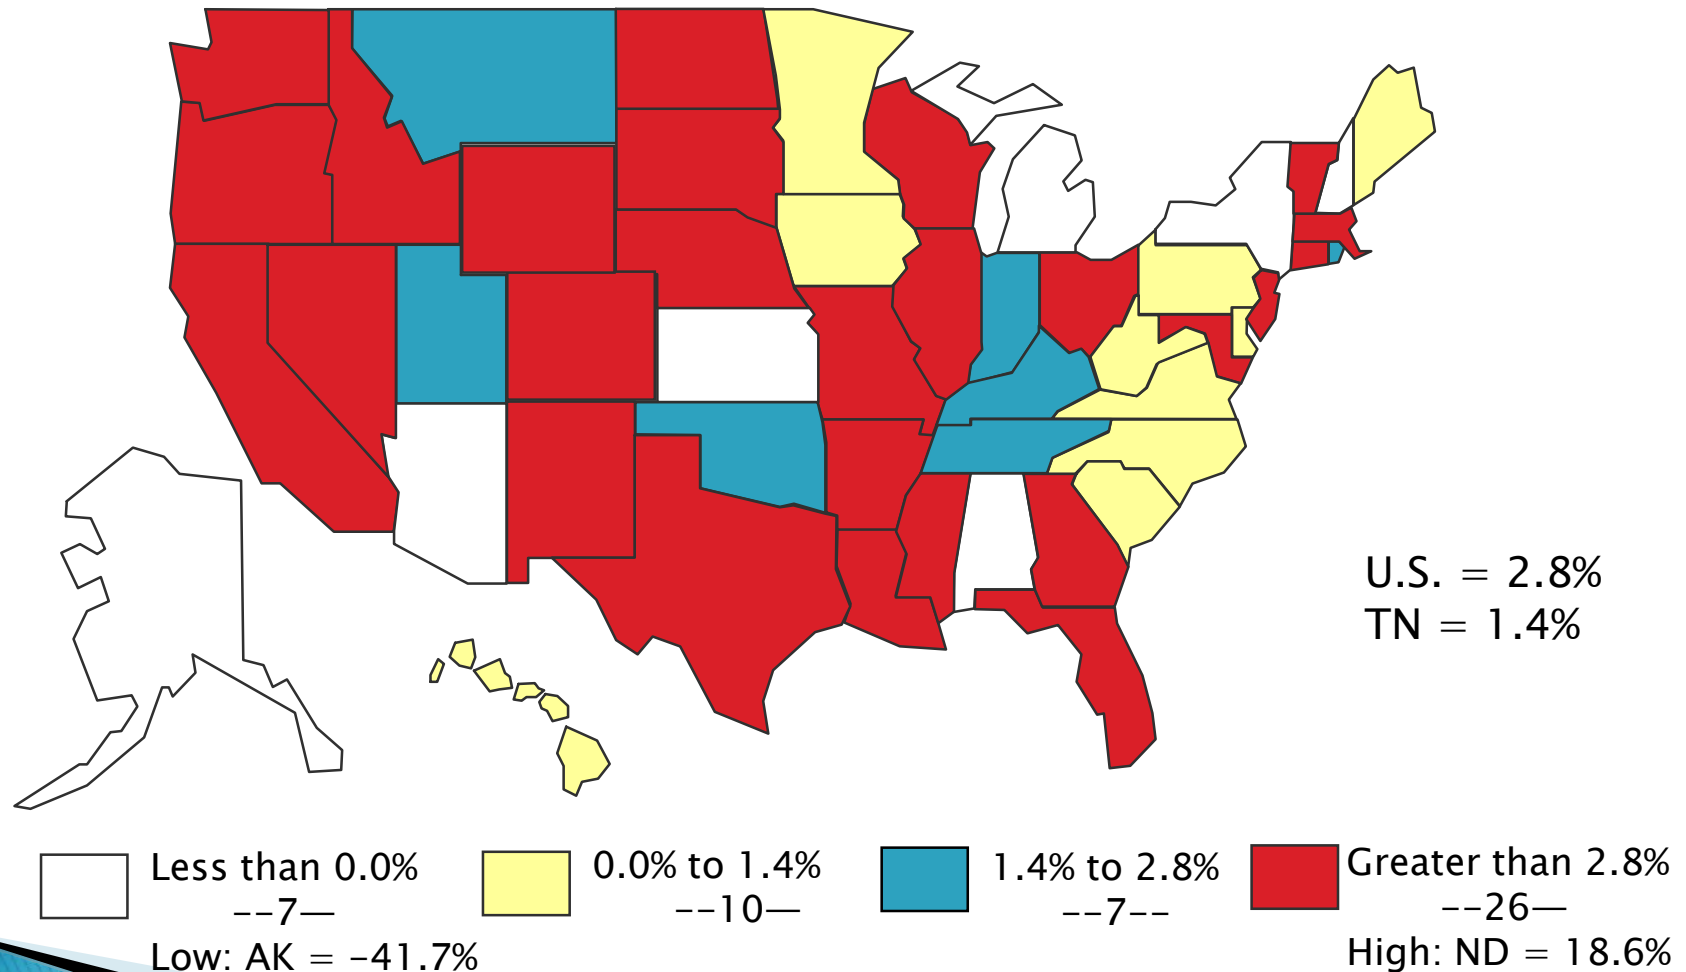 U.S. = 2.8%
TN = 1.4%
Less than 0.0%
--7—
Low: AK = -41.7%
0.0% to 1.4%
--10—
1.4% to 2.8%
--7--
Greater than 2.8%
--26—
High: ND = 18.6%